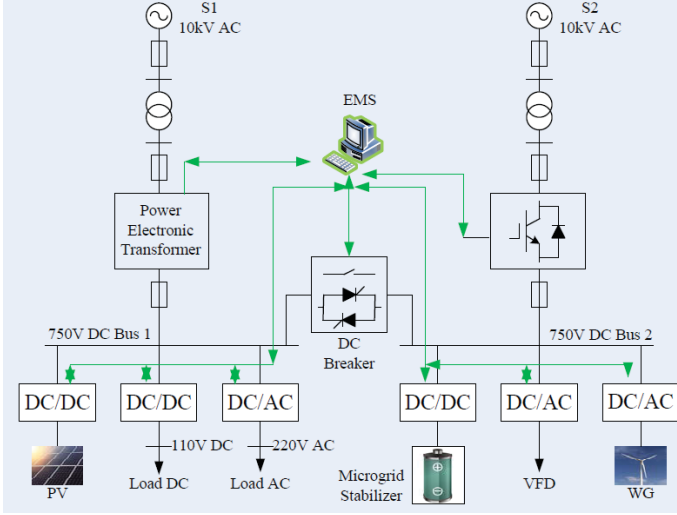 S1
10kV AC
S2
10kV AC
EMS
Power
Electronic
Transformer
750V DC Bus 1
DC
Breaker
750V DC Bus 2
DC/DC
DC/DC
DC/AC
DC/DC
DC/AC
DC/AC
110V DC
220V AC
PV
Load DC
Load AC
Microgrid
Stabilizer
VFD
WG